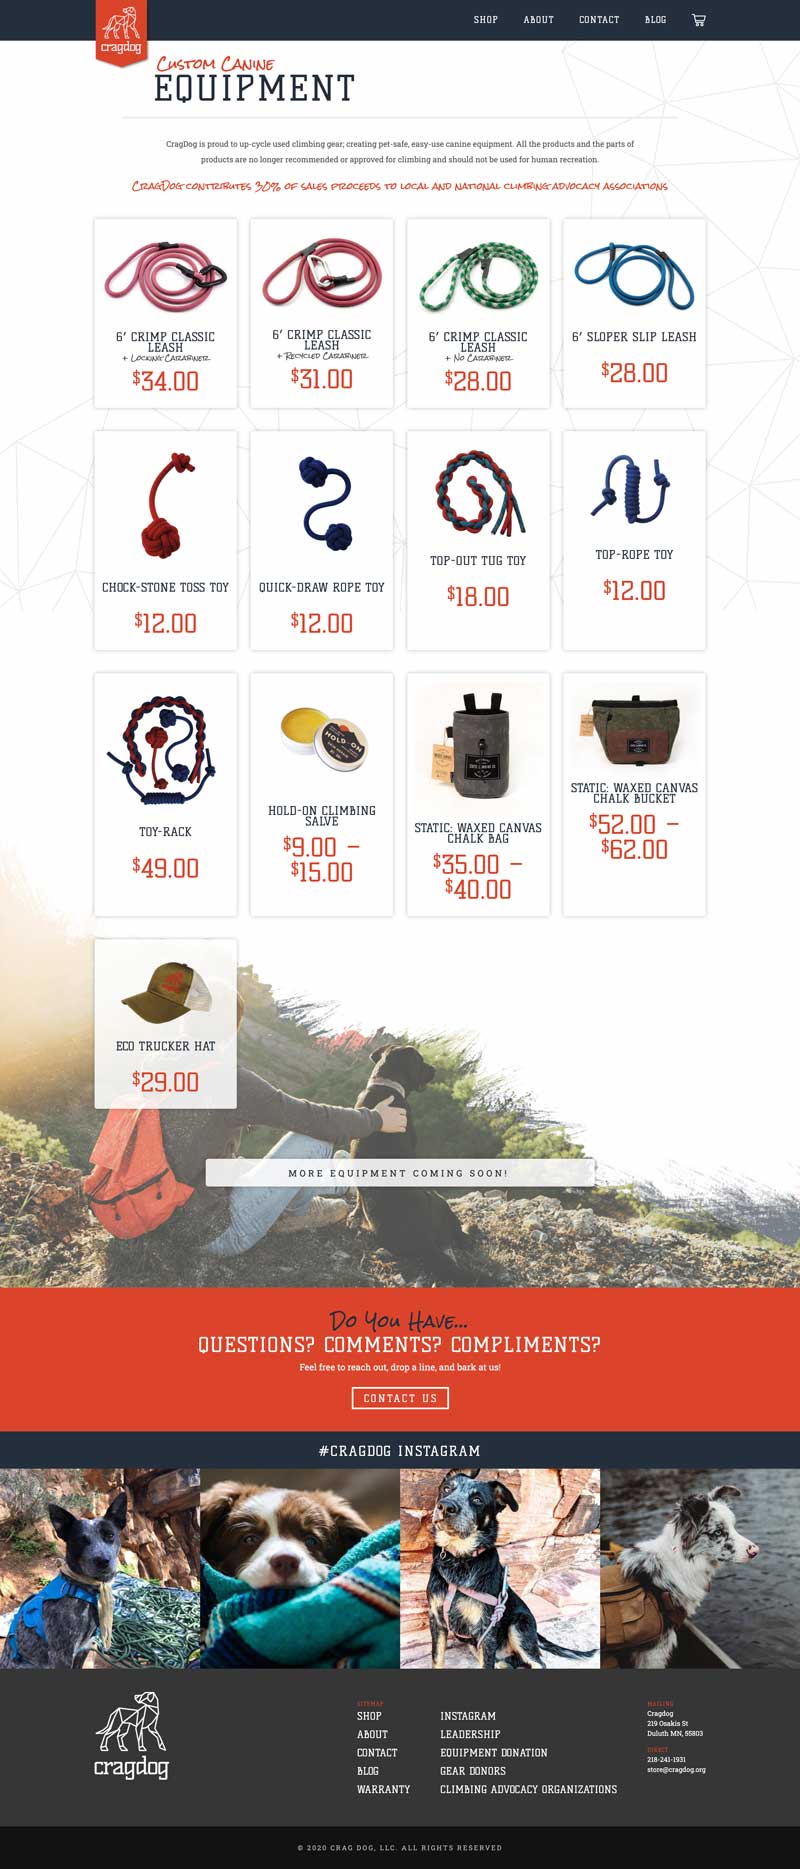 SHOP ABOUT CONTACT BLOG
cragdog
Custom Canine
EQUIPMENT
CragDog is proud to up-cycle used climbing gear; creating pet-safe, easy-use canine equipment. All the products and the parts of
products are no longer recommended or approved for climbing and should not be used for human recreation.
CragDog contributes 30% of sales proceeds to local and national climbing advocacy associations
6’ CRIMP CLASSIC
LEASH
+ Locking Carabiner
$34.00
6’ CRIMP CLASSIC
LEASH
+ Recycled Carabiner
$31.00
6’ CRIMP CLASSIC
LEASH
+ No Carabiner
$28.00
6’ SLOPER SLIP LEASH
$28.00
CHOCK-STONE TOSS TOY
$12.00
QUICK-DRAW ROPE TOY
$12.00
TOP-OUT TUG TOY
$18.00
TOP-ROPE TOY
$12.00
TOY-RACK
$49.00
HOLD·ON
HOLD-ON CLIMBING
SALVE
$9.00 –
$15.00
STATIC: WAXED CANVAS
CHALK BAG
$35.00 –
$40.00
STATIC: WAXED CANVAS
CHALK BUCKET
$52.00 –
$62.00
ECO TRUCKER HAT
$29.00
MORE EQUIPMENT COMING SOON!
Do You Have...
QUESTIONS? COMMENTS? COMPLIMENTS?
Feel free to reach out, drop a line, and bark at us!
CONTACT US
#CRAGDOG INSTAGRAM
cragdog
SITEMAP
SHOP
ABOUT
CONTACT
BLOG
WARRANTY
INSTAGRAM
LEADERSHIP
EQUIPMENT DONATION
GEAR DONORS
CLIMBING ADVOCACY ORGANIZATIONS
MAILING
Cragdog
219 Osakis St
Duluth MN, 55803
DIRECT
218-241-1931
store@cragdog.org
© 2020 CRAG DOG, LLC. ALL RIGHTS RESERVED